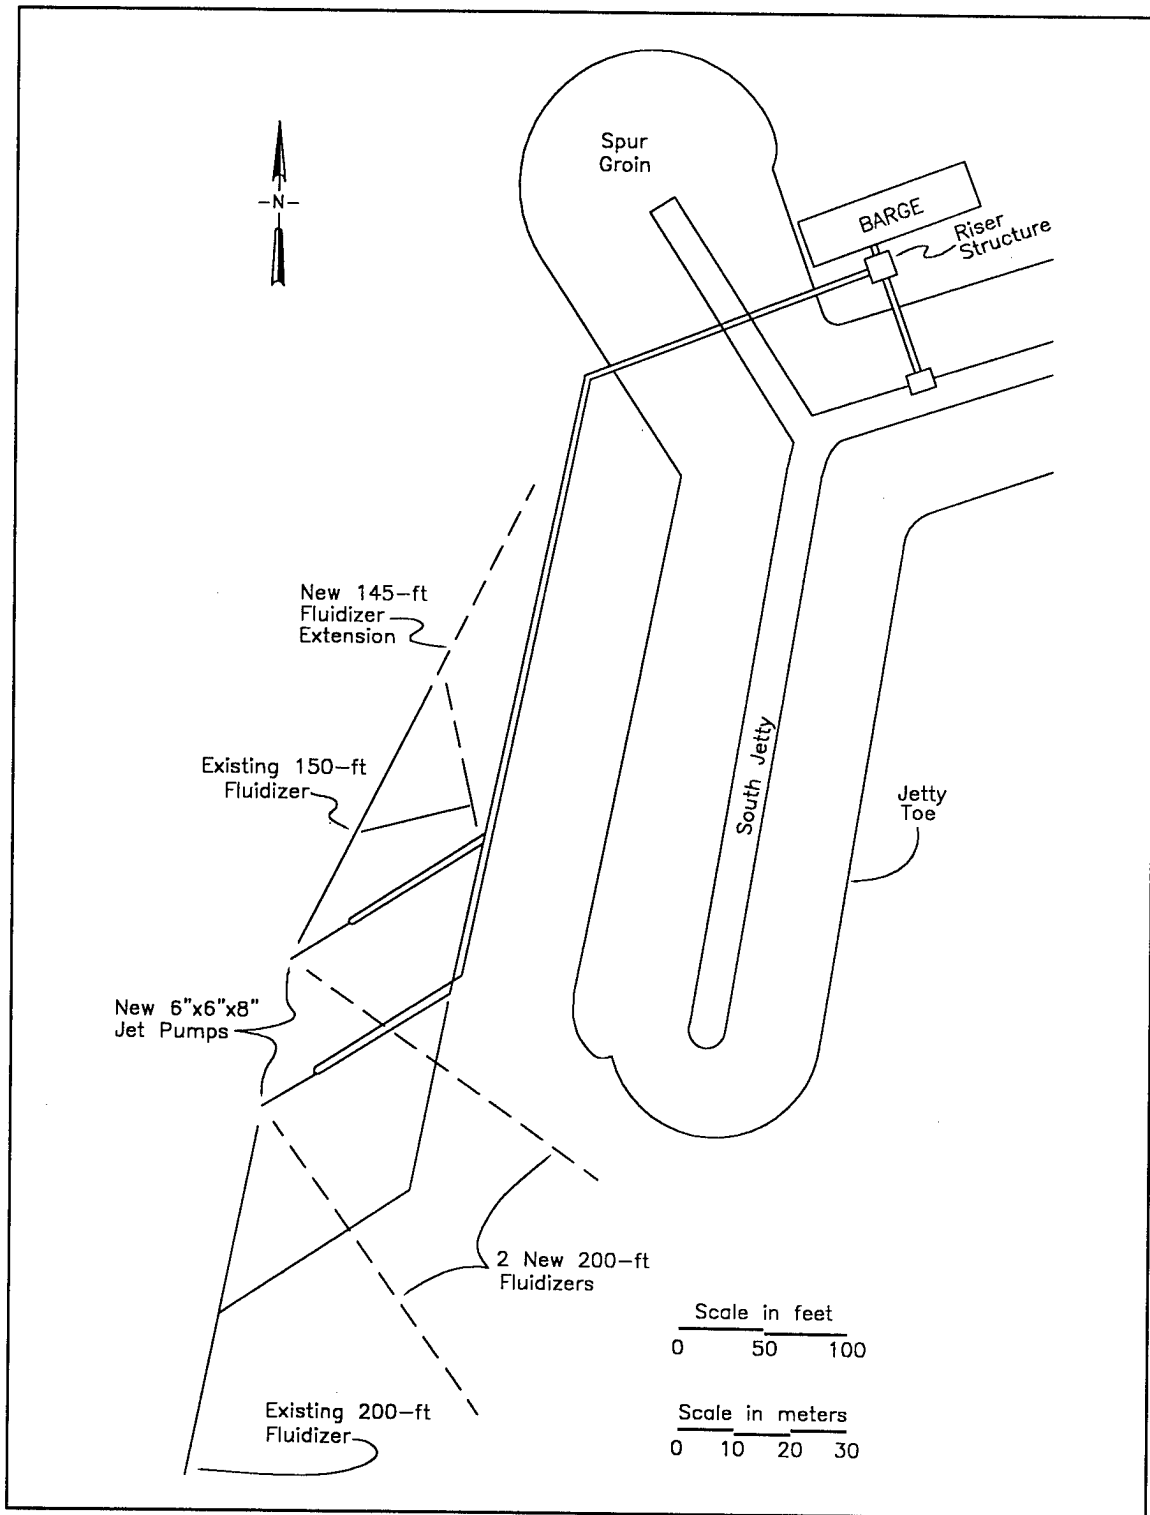 Spur
Groin
-N-
BARGE
Riser
Structure
New 145-ft
Fluidizer
Extension
Existing 150-ft
Fluidizer
South Jetty
Jetty
Toe
New 6"x6"x8"
Jet Pumps
2 New 200-ft
Fluidizers
Scale in feet
0 50 100
Existing 200-ft
Fluidizer
Scale in meters
0 10 20 30